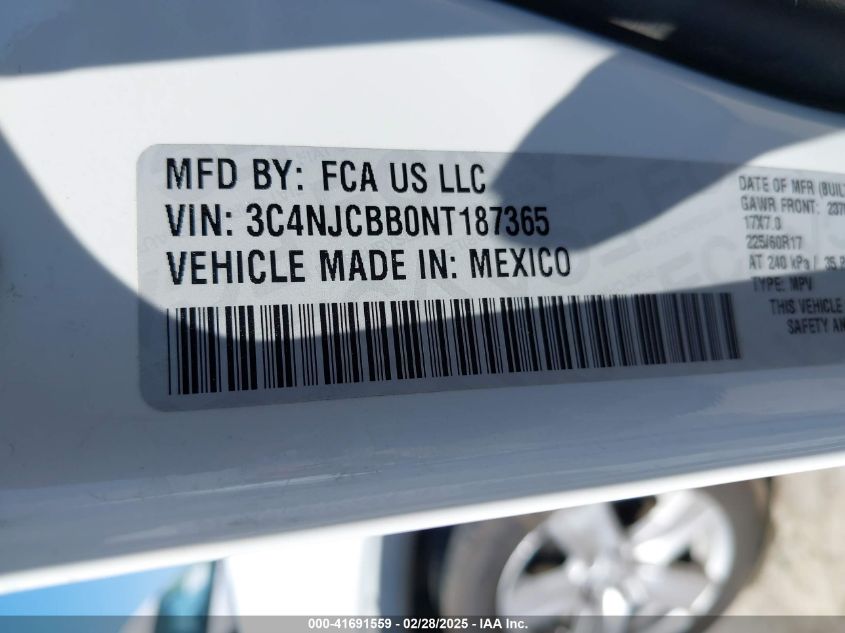 MFD BY: FCA US LLC
VIN: 3C4NJCBB0NT187365
VEHICLE MADE IN: MEXICO
DATE OF MFR (BUILT
GAWR FRONT:
17X7.0
225/60R17
AT 240 kPa /
TYPE: MPV
THIS VEHICLE
SAFETY
000-41691559 | 02/28/2025 - IAA Inc.